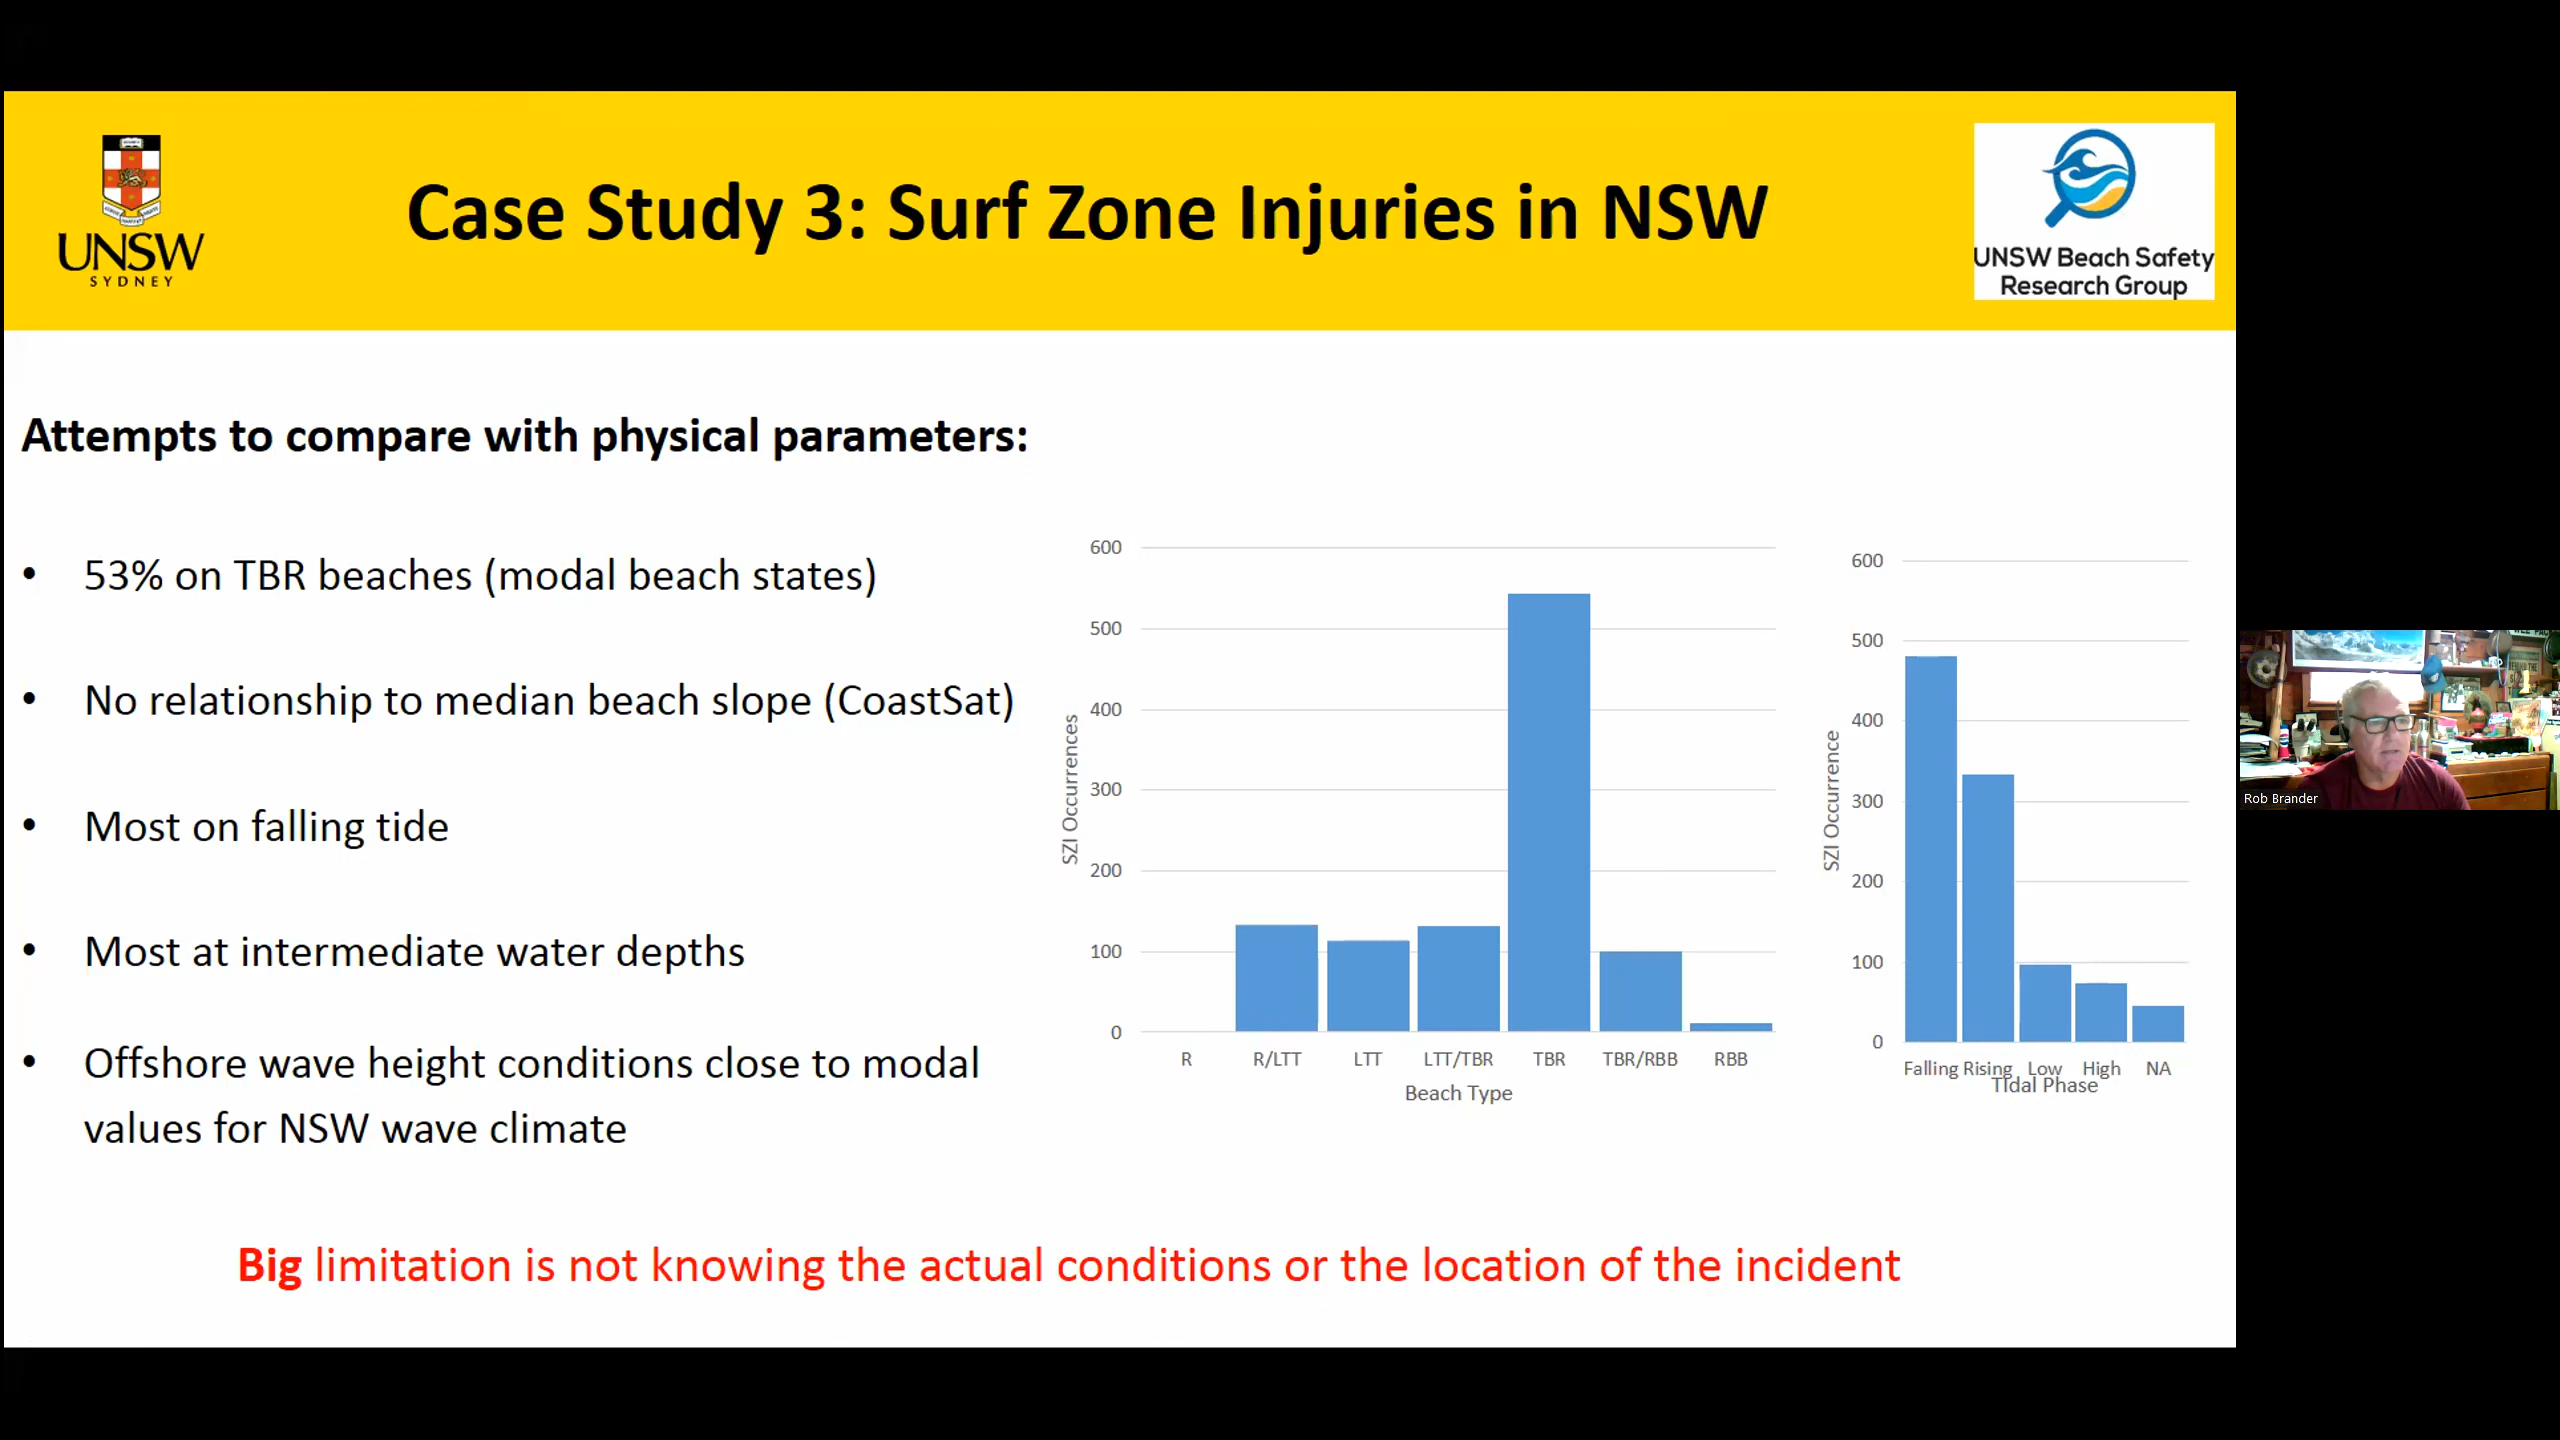 UNSW
SYDNEY
Case Study 3: Surf Zone Injuries in NSW
UNSW Beach Safety
Research Group
Attempts to compare with physical parameters:
• 53% on TBR beaches (modal beach states)
• No relationship to median beach slope (CoastSat)
• Most on falling tide
• Most at intermediate water depths
• Offshore wave height conditions close to modal
values for NSW wave climate
600
500
400
300
200
100
0
SZI Occurrences
R R/LTT LTT LTT/TBR TBR TBR/RBB RBB
Beach Type
600
500
400
300
200
100
0
SZI Occurrence
Falling Rising Low High NA
TIdal Phase
Big limitation is not knowing the actual conditions or the location of the incident
Rob Brander